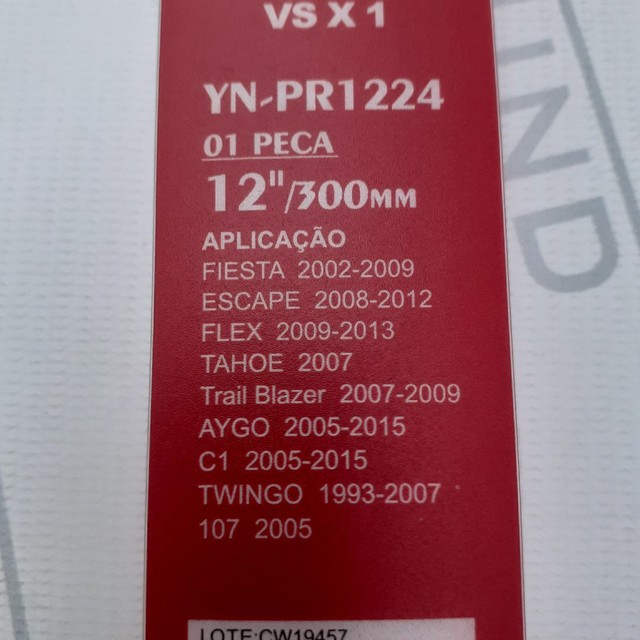 VS X 1
YN-PR1224
01 PECA
12"/300MM
APLICAÇÃO
FIESTA 2002-2009
ESCAPE 2008-2012
FLEX 2009-2013
TAHOE 2007
Trail Blazer 2007-2009
AYGO 2005-2015
C1 2005-2015
TWINGO 1993-2007
107 2005
LOTE:CW19457
IND